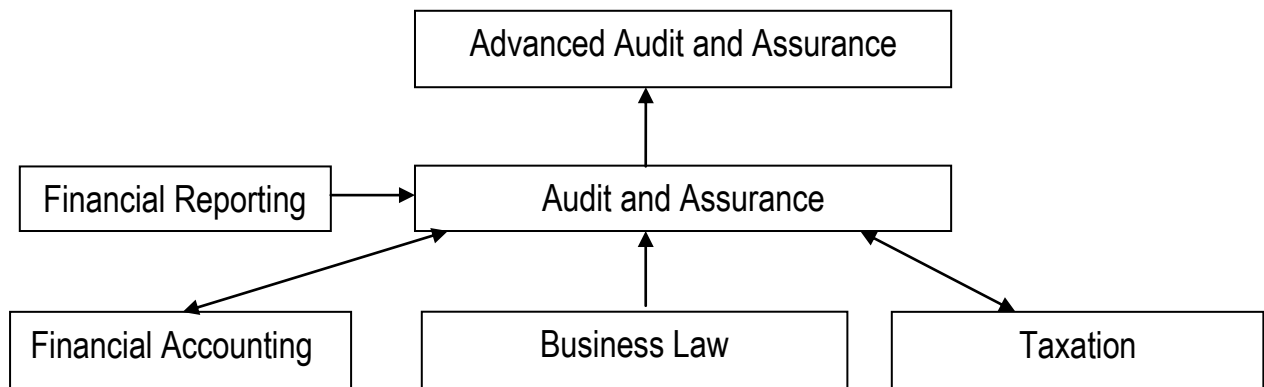 Advanced Audit and Assurance
Financial Reporting
Audit and Assurance
Financial Accounting
Business Law
Taxation